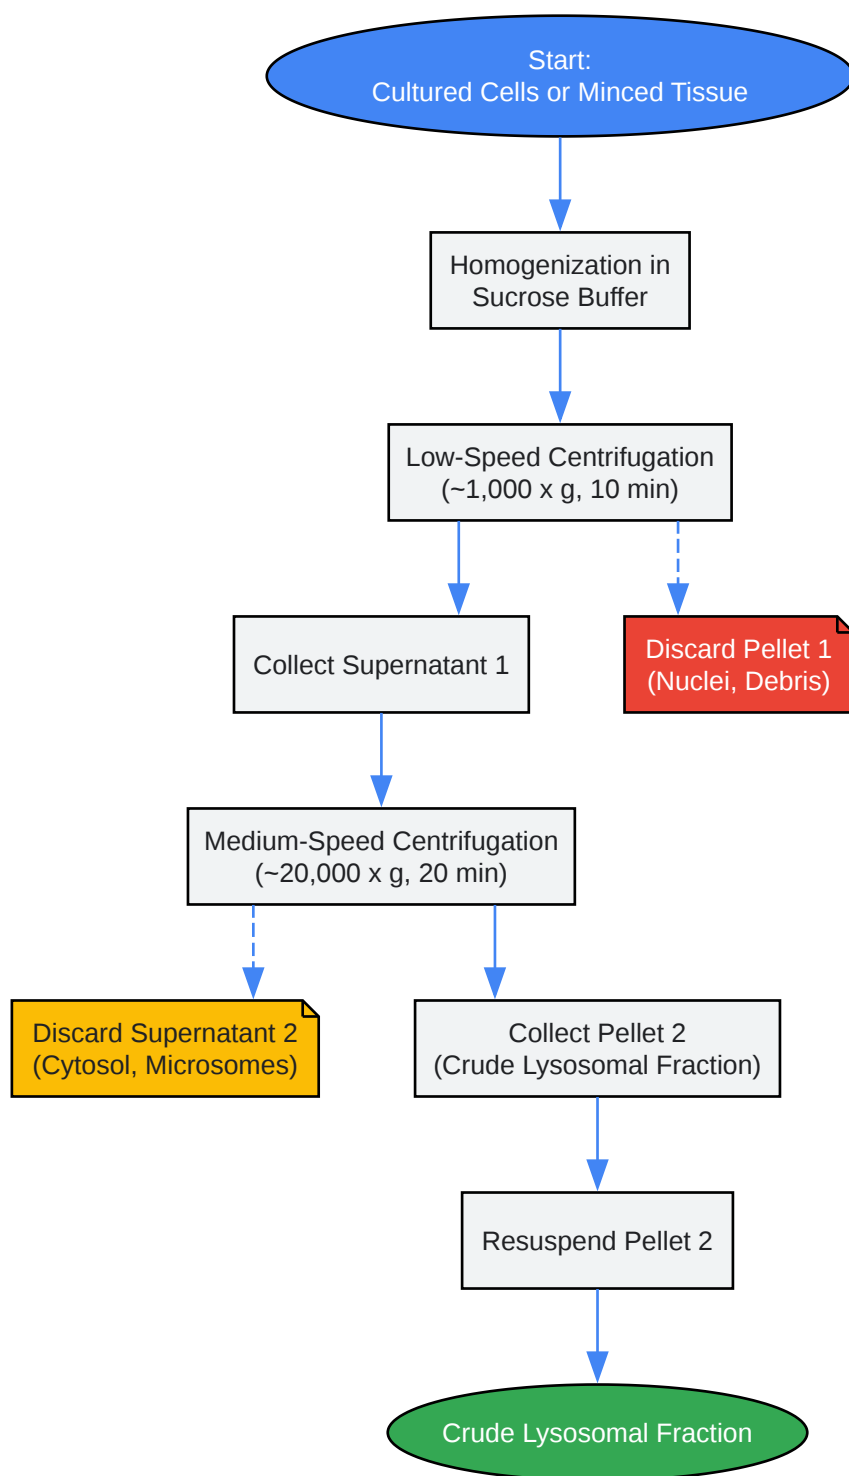 Start:
Cultured Cells or Minced Tissue
Homogenization in
Sucrose Buffer
Low-Speed Centrifugation
(~1,000 x g, 10 min)
Collect Supernatant 1
Discard Pellet 1
(Nuclei, Debris)
Medium-Speed Centrifugation
(~20,000 x g, 20 min)
Discard Supernatant 2
(Cytosol, Microsomes)
Collect Pellet 2
(Crude Lysosomal Fraction)
Resuspend Pellet 2
Crude Lysosomal Fraction